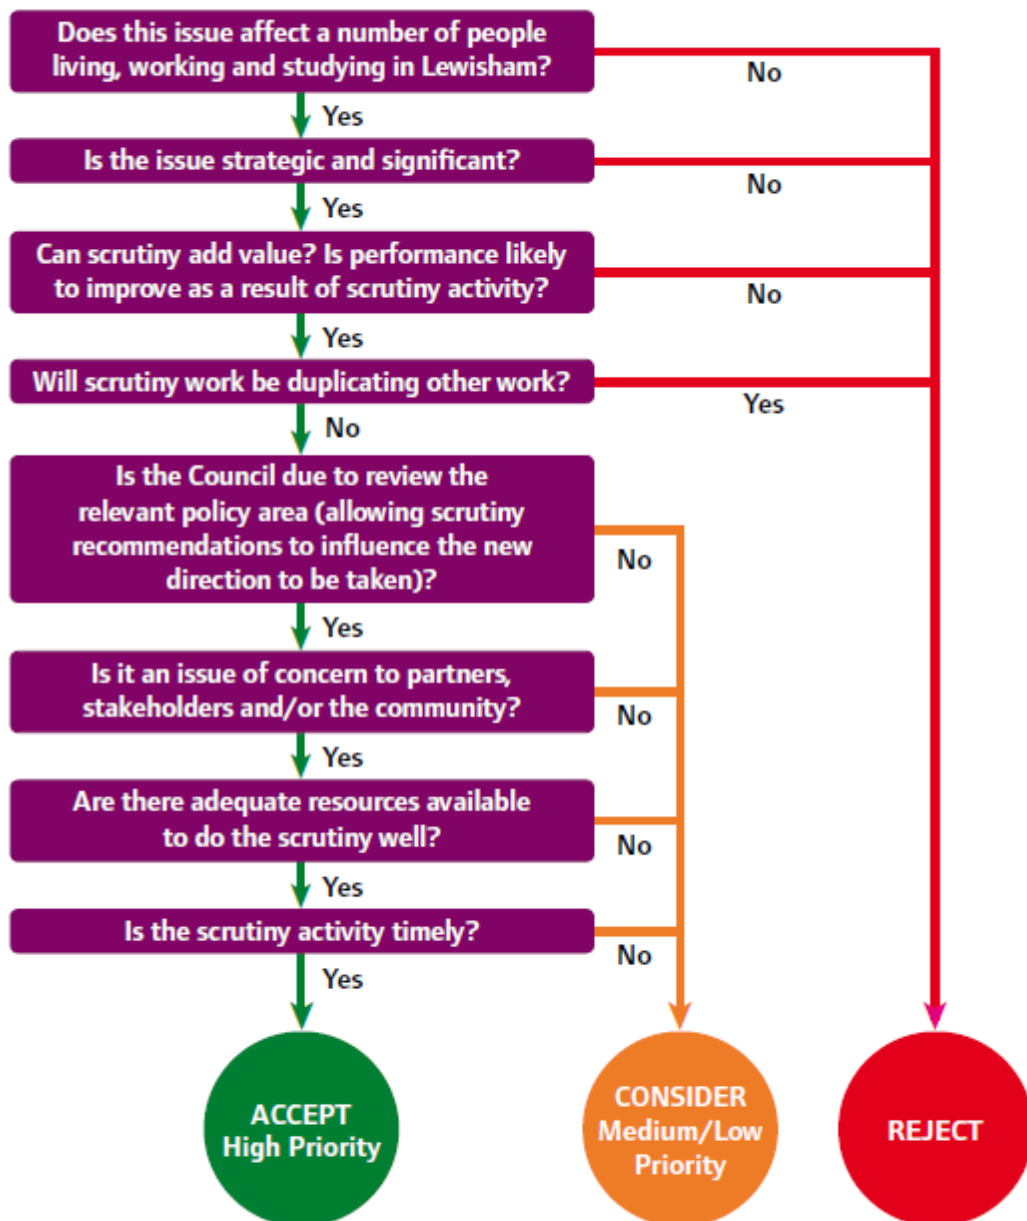 Does this issue affect a number of people
living, working and studying in Lewisham?
No
Yes
Is the issue strategic and significant?
No
Yes
Can scrutiny add value? Is performance likely
to improve as a result of scrutiny activity?
No
Yes
Will scrutiny work be duplicating other work?
Yes
No
Is the Council due to review the
relevant policy area (allowing scrutiny
recommendations to influence the new
direction to be taken)?
No
Yes
Is it an issue of concern to partners,
stakeholders and/or the community?
No
Yes
Are there adequate resources available
to do the scrutiny well?
No
Yes
Is the scrutiny activity timely?
No
Yes
ACCEPT
High Priority
CONSIDER
Medium/Low
Priority
REJECT